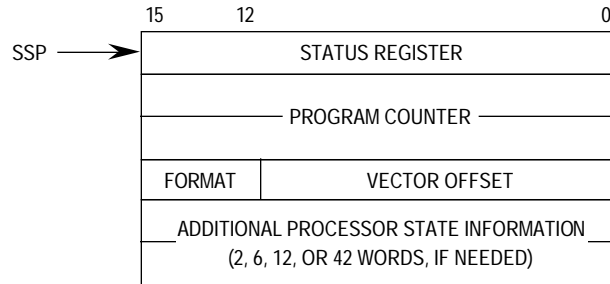 15 12 0
SSP STATUS REGISTER
PROGRAM COUNTER
FORMAT VECTOR OFFSET
ADDITIONAL PROCESSOR STATE INFORMATION
(2, 6, 12, OR 42 WORDS, IF NEEDED)